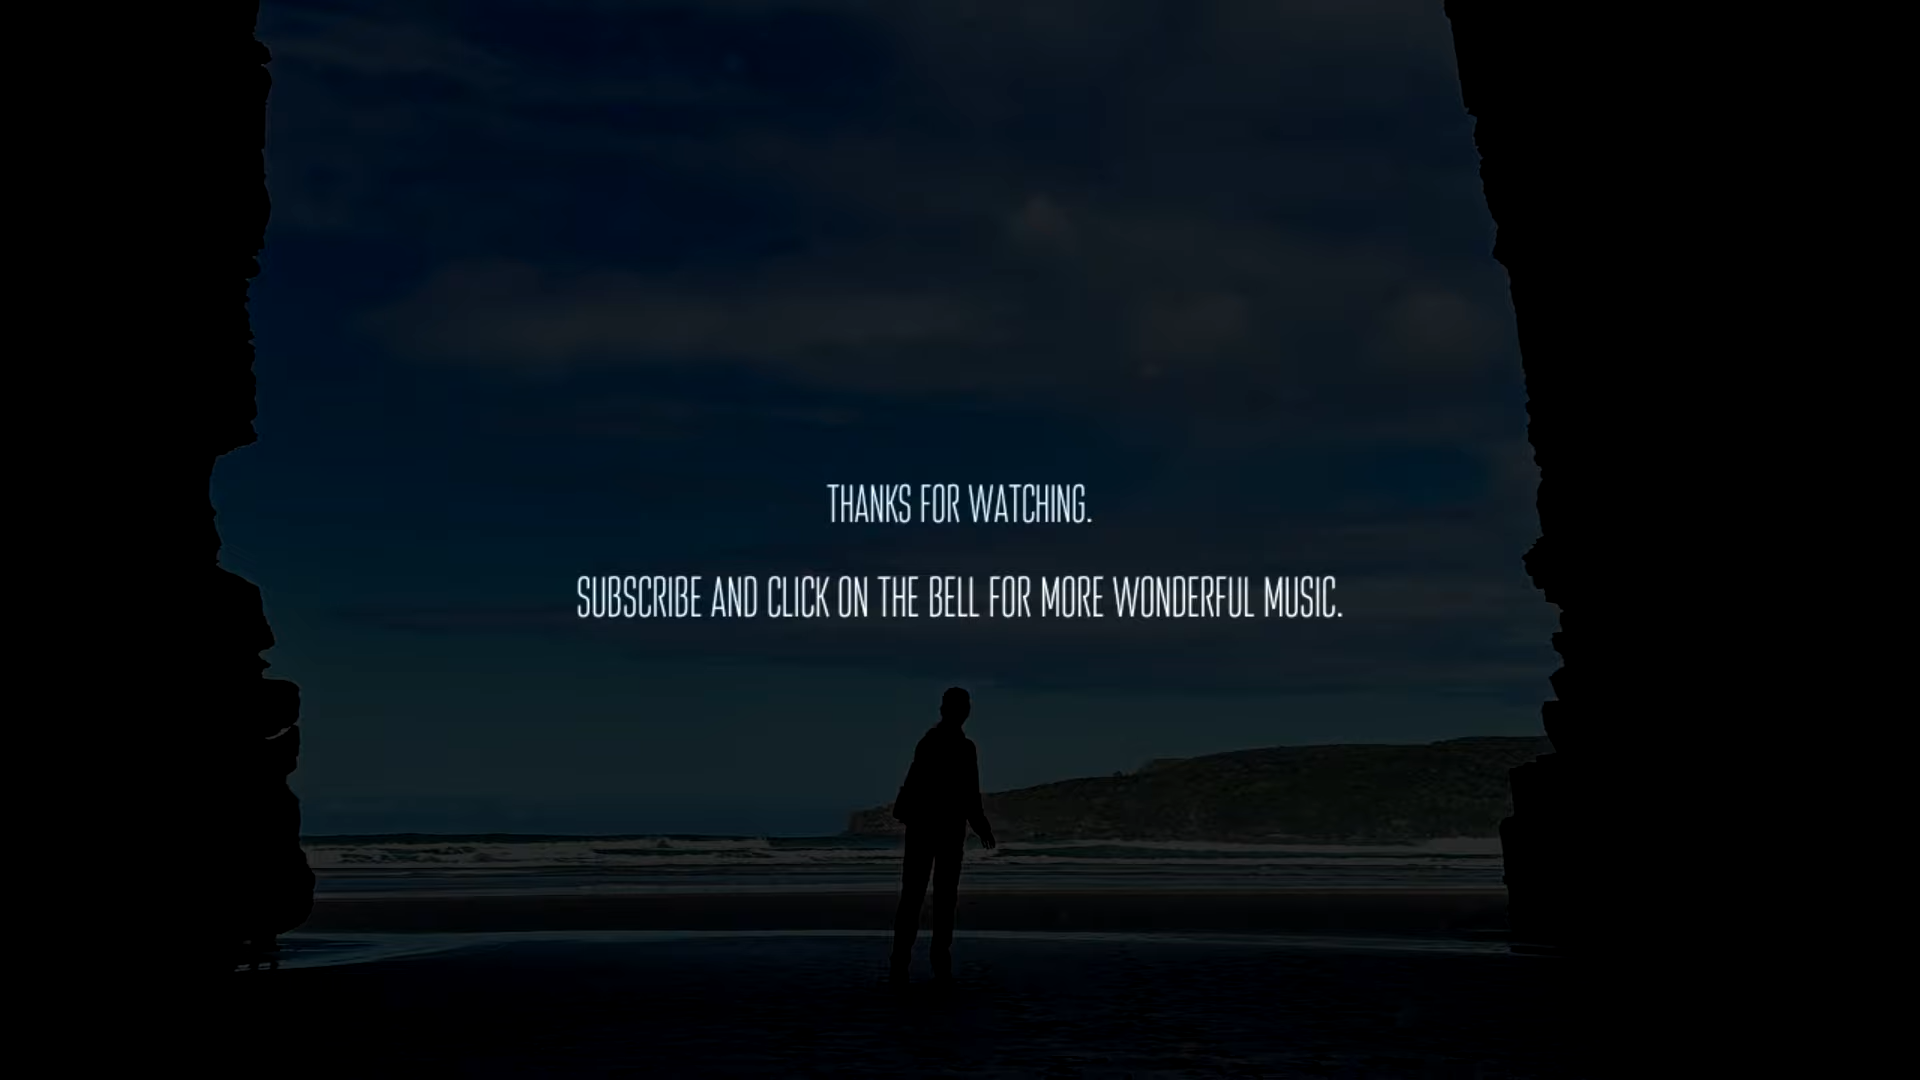 THANKS FOR WATCHING.
SUBSCRIBE AND CLICK ON THE BELL FOR MORE WONDERFUL MUSIC.